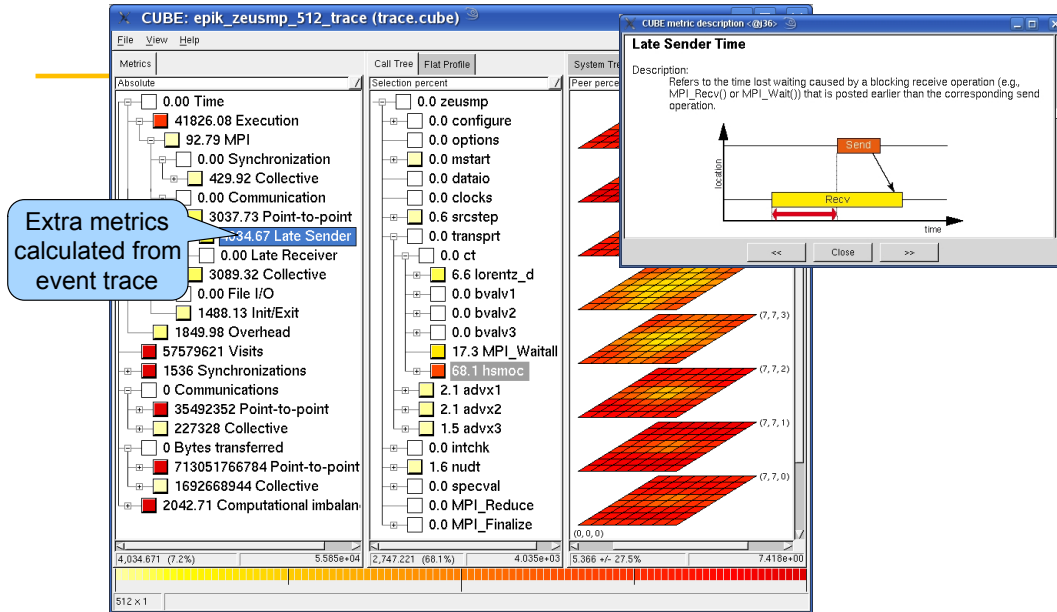 CUBE: epik_zeusmp_512_trace (trace.cube)
File View Help
Metrics
Absolute
0.00 Time
41826.08 Execution
92.79 MPI
0.00 Synchronization
429.92 Collective
0.00 Communication
3037.73 Point-to-point
4034.67 Late Sender
0.00 Late Receiver
3089.32 Collective
0.00 File I/O
1488.13 Init/Exit
1849.98 Overhead
57579621 Visits
1536 Synchronizations
0 Communications
35492352 Point-to-point
227328 Collective
0 Bytes transferred
713051766784 Point-to-point
1692668944 Collective
2042.71 Computational imbalan
4,034.671 (7.2%) 5.585e+04
Extra metrics
calculated from
event trace
Call Tree Flat Profile
Selection percent
0.0 zeusmp
0.0 configure
0.0 options
0.0 mstart
0.0 dataio
0.0 clocks
0.6 srcstep
0.0 transprt
0.0 ct
6.6 lorentz_d
0.0 bvalv1
0.0 bvalv2
0.0 bvalv3
17.3 MPI_Waitall
68.1 hsmoc
2.1 advx1
2.1 advx2
1.5 advx3
0.0 intchk
1.6 nudt
0.0 specval
0.0 MPI_Reduce
0.0 MPI_Finalize
2,747.221 (68.1%) 4.035e+03
System Tre
Peer perce
(7, 7, 3)
(7, 7, 2)
(7, 7, 1)
(7, 7, 0)
(0, 0, 0)
5.366 +/- 27.5% 7.418e+00
512 x 1
CUBE metric description <@j36>
Late Sender Time
Description:
Refers to the time lost waiting caused by a blocking receive operation (e.g.,
MPI_Recv() or MPI_Wait()) that is posted earlier than the corresponding send
operation.
location
Send
Recv
time
<< Close >>